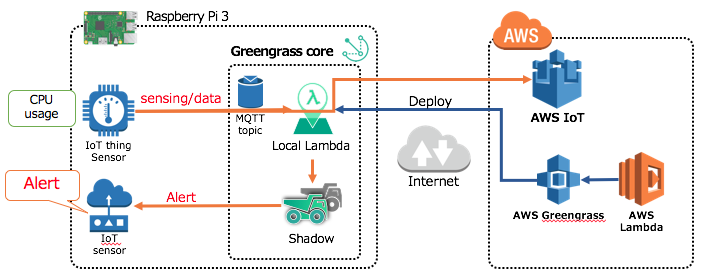 Raspberry Pi 3
Greengrass core
AWS
CPU
usage
sensing/data
MQTT
topic
λ
IoT thing
Sensor
Local Lambda
Deploy
AWS IoT
Internet
Alert
Alert
IoT
sensor
Shadow
AWS Greengrass
AWS
Lambda